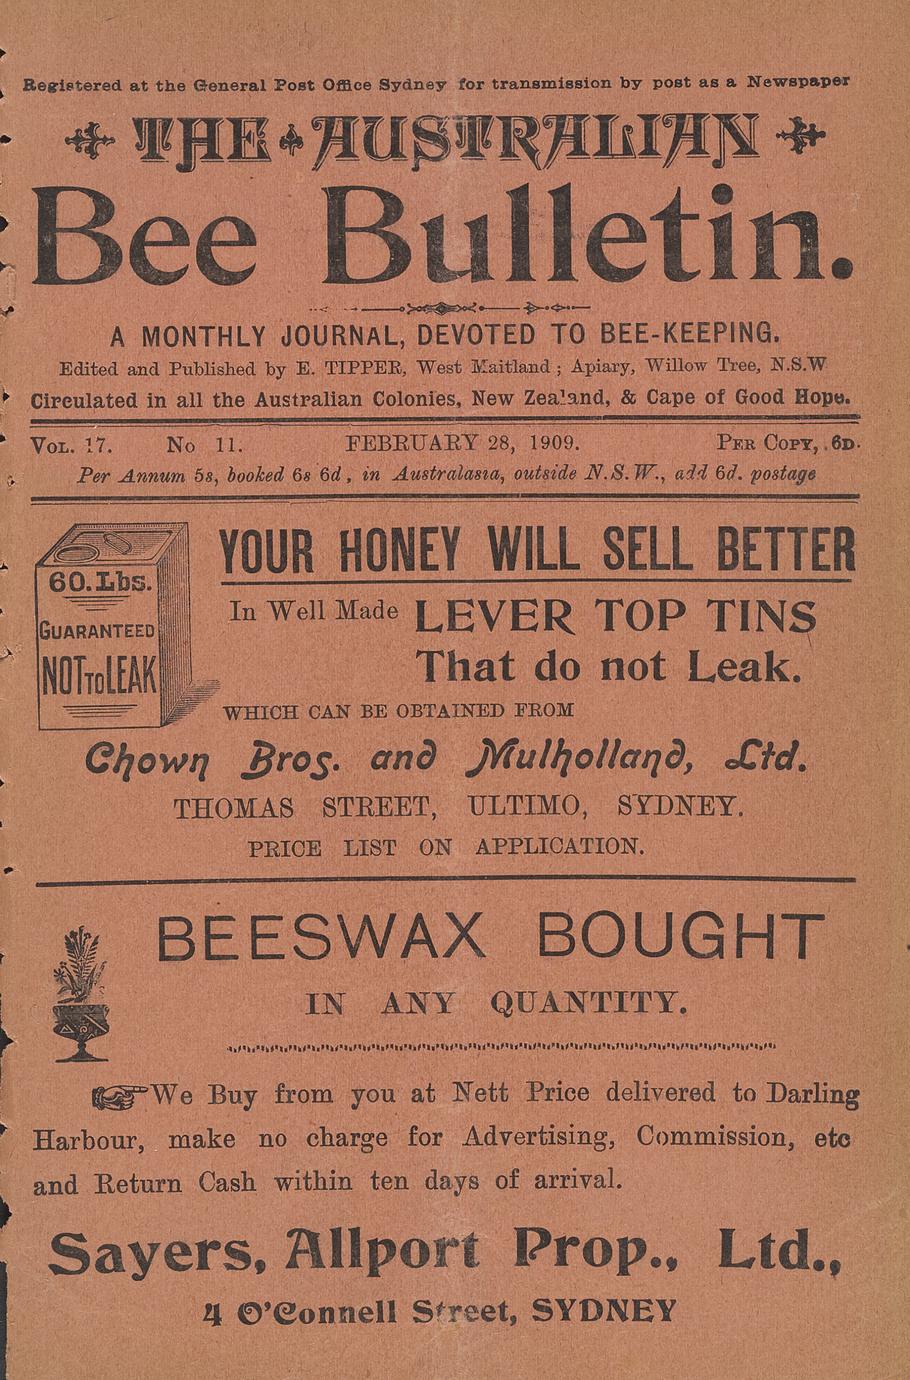 Registered at the General Post Office Sydney for transmission by post as a Newspaper
THE AUSTRALIAN
Bee Bulletin.
A MONTHLY JOURNAL, DEVOTED TO BEE-KEEPING.
Edited and Published by E. TIPPER, West Maitland ; Apiary, Willow Tree, N.S.W
Circulated in all the Australian Colonies, New Zealand, & Cape of Good Hope.
VOL. 17. No 11. FEBRUARY 28, 1909. PER COPY, 6D.
Per Annum 5s, booked 6s 6d, in Australasia, outside N.S.W., add 6d. postage
60.Lbs.
GUARANTEED
NOT TO LEAK
YOUR HONEY WILL SELL BETTER
In Well Made LEVER TOP TINS
That do not Leak.
WHICH CAN BE OBTAINED FROM
Chown Bros. and Mulholland, Ltd.
THOMAS STREET, ULTIMO, SYDNEY.
PRICE LIST ON APPLICATION.
BEESWAX BOUGHT
IN ANY QUANTITY.
We Buy from you at Nett Price delivered to Darling
Harbour, make no charge for Advertising, Commission, etc
and Return Cash within ten days of arrival.
Sayers, Allport Prop., Ltd.,
4 O'Connell Street, SYDNEY